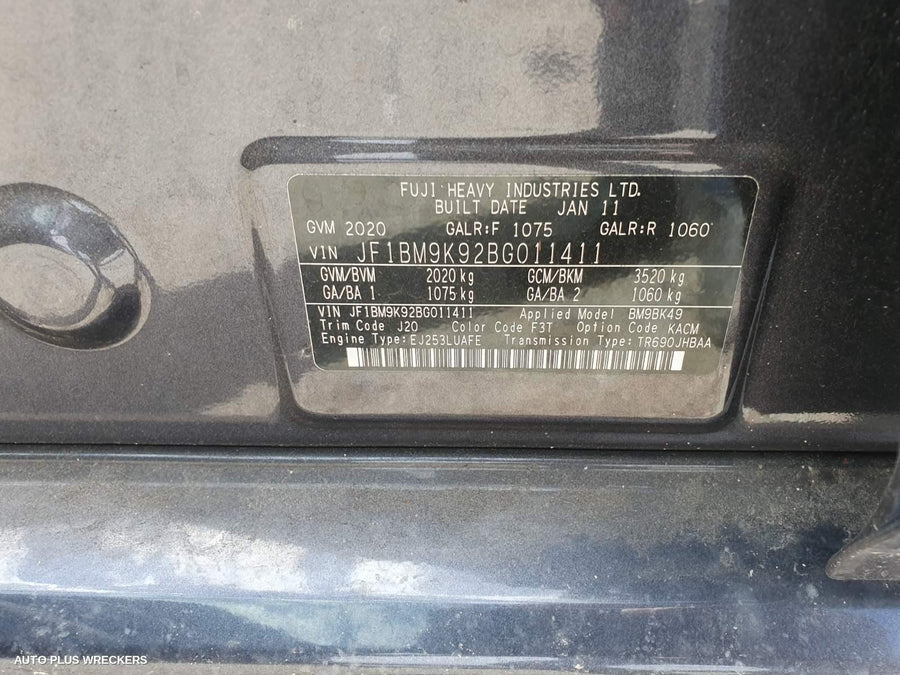 FUJI HEAVY INDUSTRIES LTD.
BUILT DATE JAN 11
GVM 2020 GALR:F 1075 GALR:R 1060
VIN JF1BM9K92BG011411
GVM/BVM 2020 kg GCM/BKM 3520 kg
GA/BA 1 1075 kg GA/BA 2 1060 kg
VIN JF1BM9K92BG011411 Applied Model BM9BK49
Trim Code J20 Color Code F3T Option Code KACM
Engine Type:EJ253LUAFE Transmission Type:TR690JHBAA
AUTO PLUS WRECKERS